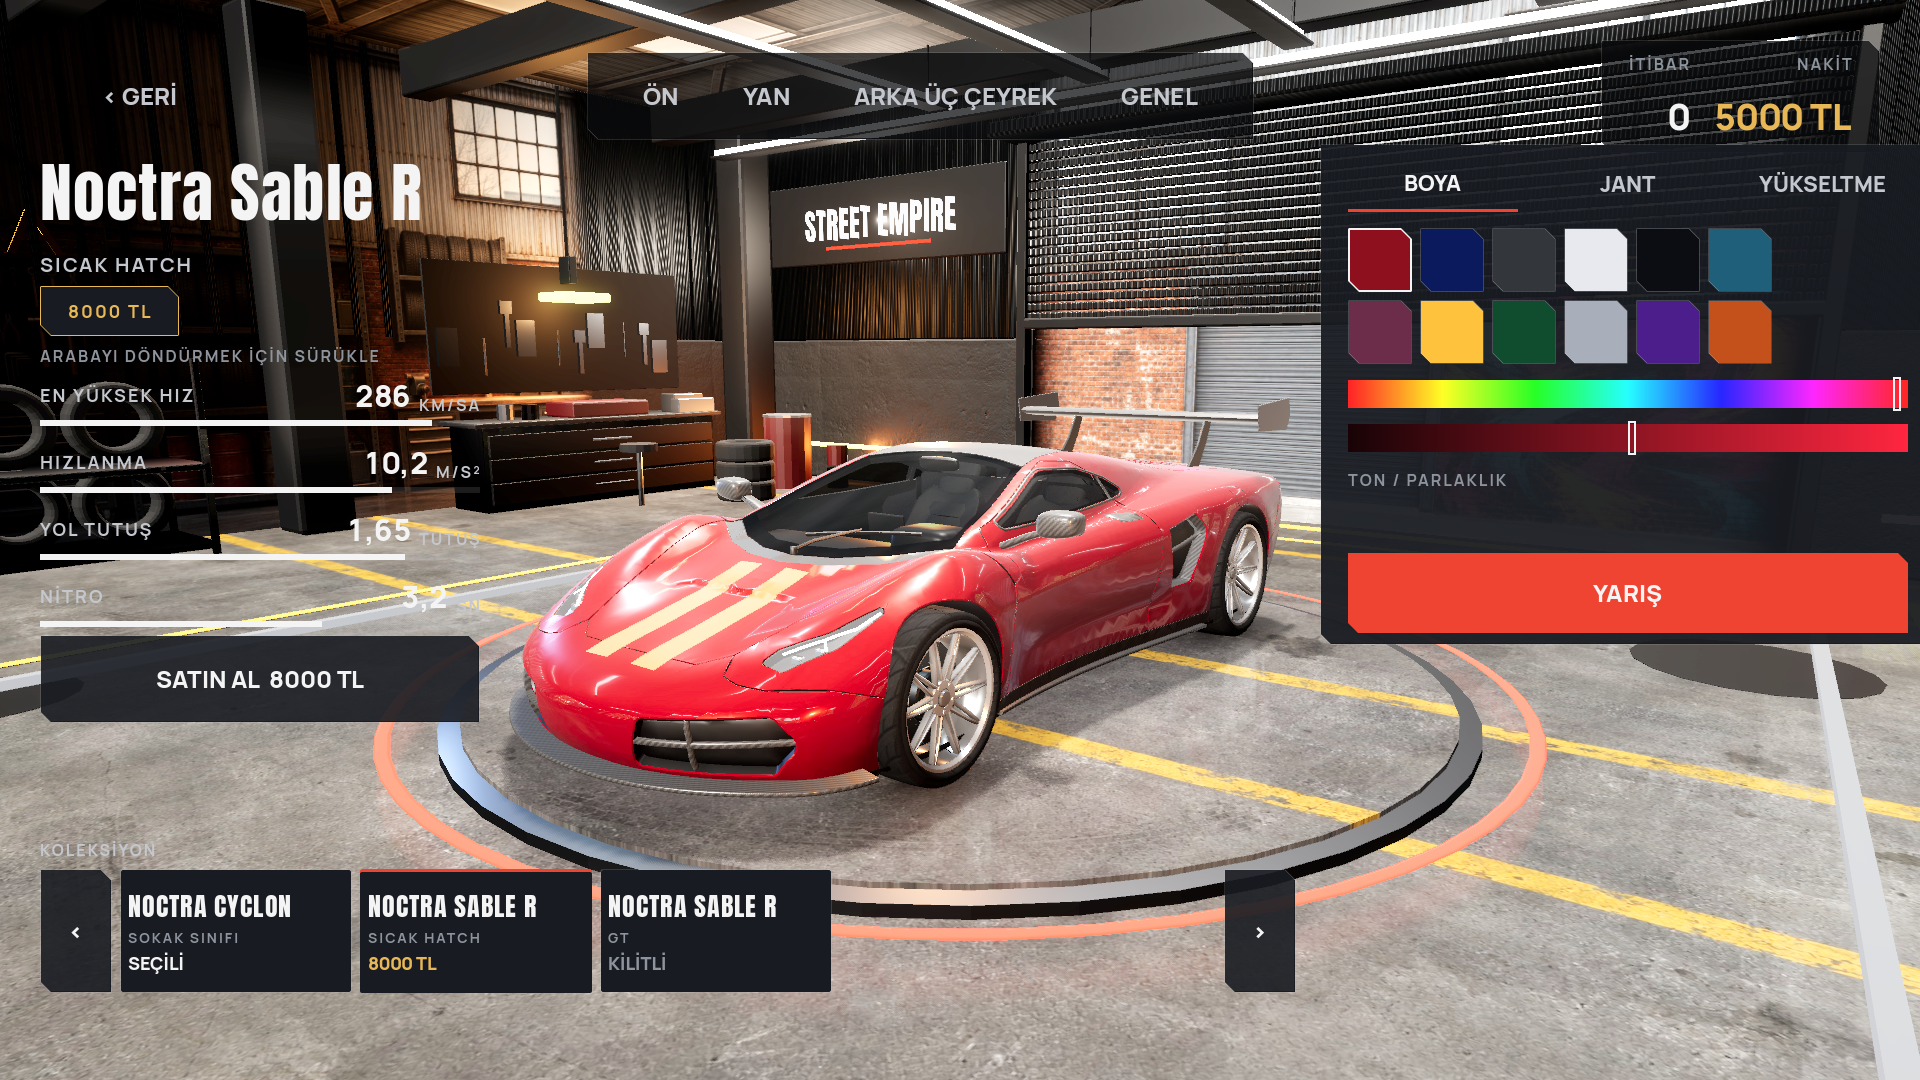 ‹ GERİ
ÖN YAN ARKA ÜÇ ÇEYREK GENEL
İTİBAR NAKİT
0 5000 TL
Noctra Sable R
SICAK HATCH
8000 TL
ARABAYI DÖNDÜRMEK İÇİN SÜRÜKLE
EN YÜKSEK HIZ 286 KM/SA
HIZLANMA 10,2 M/S²
YOL TUTUŞ 1,65 TUTUŞ
NİTRO 3,2
SATIN AL 8000 TL
STREET EMPIRE
BOYA JANT YÜKSELTME
TON / PARLAKLIK
YARIŞ
KOLEKSİYON
‹
NOCTRA CYCLON
SOKAK SINIFI
SEÇİLİ
NOCTRA SABLE R
SICAK HATCH
8000 TL
NOCTRA SABLE R
GT
KİLİTLİ
›